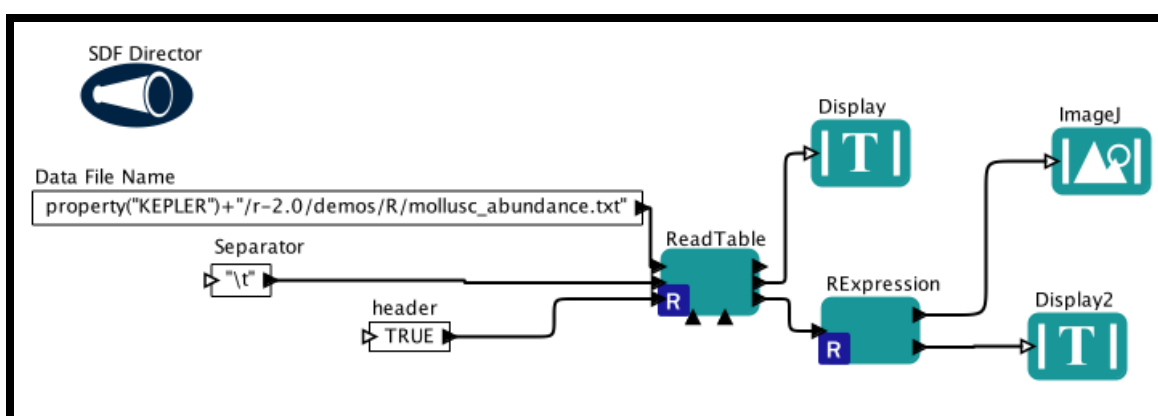 SDF Director
Display
ImageJ
Data File Name
property("KEPLER")+"/r-2.0/demos/R/mollusc_abundance.txt"
T
Separator
"\t"
ReadTable
R
header
TRUE
RExpression
R
Display2
T